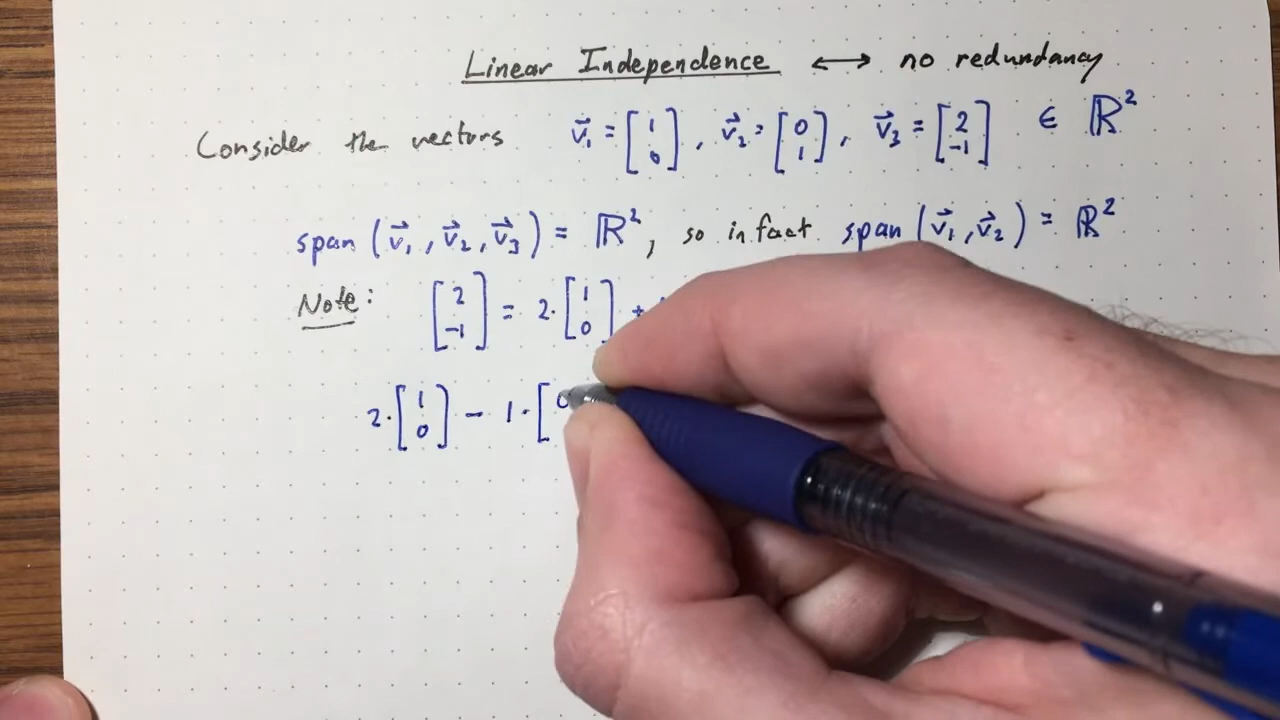 Linear Independence ⟷ no redundancy
Consider the vectors v⃗₁ = [1 0], v⃗₂ = [0 1], v⃗₃ = [2 -1] ∈ ℝ²
span (v⃗₁, v⃗₂, v⃗₃) = ℝ², so in fact span (v⃗₁, v⃗₂) = ℝ²
Note: [2 -1] = 2·[1 0] +
2·[1 0] - 1·[0